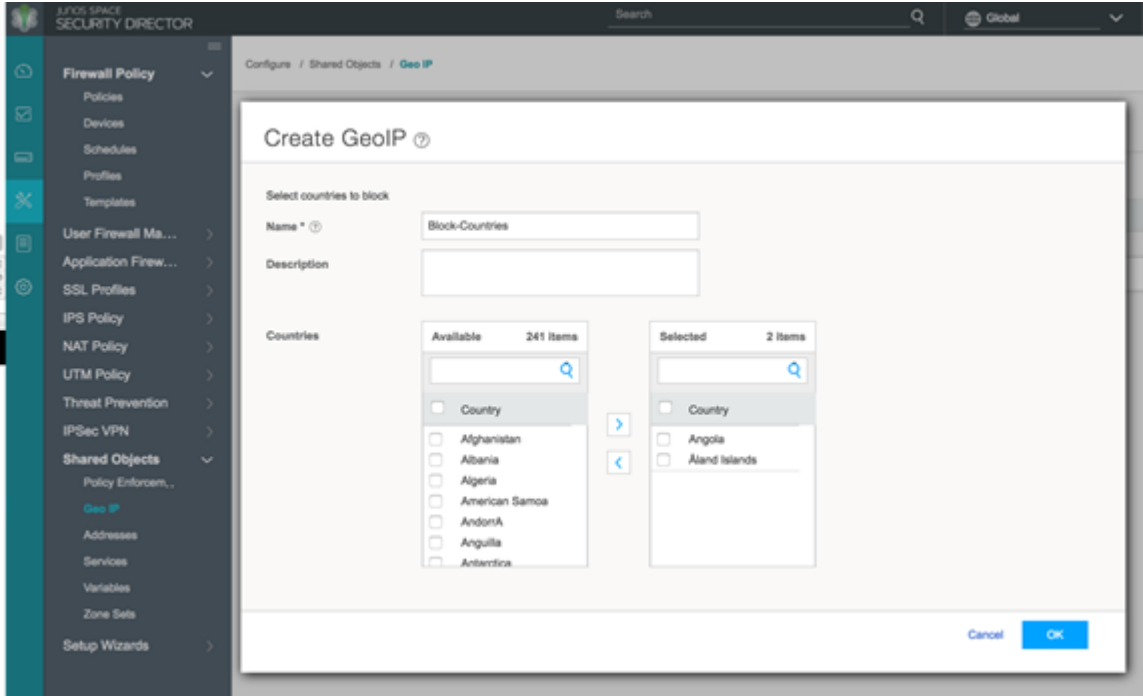 JUNOS SPACE
SECURITY DIRECTOR
Search
Global
Firewall Policy
Policies
Devices
Schedules
Profiles
Templates
User Firewall Ma...
Application Firew...
SSL Profiles
IPS Policy
NAT Policy
UTM Policy
Threat Prevention
IPSec VPN
Shared Objects
Policy Enforcem...
Geo IP
Addresses
Services
Variables
Zone Sets
Setup Wizards
Configure / Shared Objects / Geo IP
Create GeoIP ?
Select countries to block
Name * ?
Block-Countries
Description
Countries
Available 241 items
Country
Afghanistan
Albania
Algeria
American Samoa
AndorrA
Anguilla
Antarctica
>
<
Selected 2 items
Country
Angola
Åland Islands
Cancel
OK